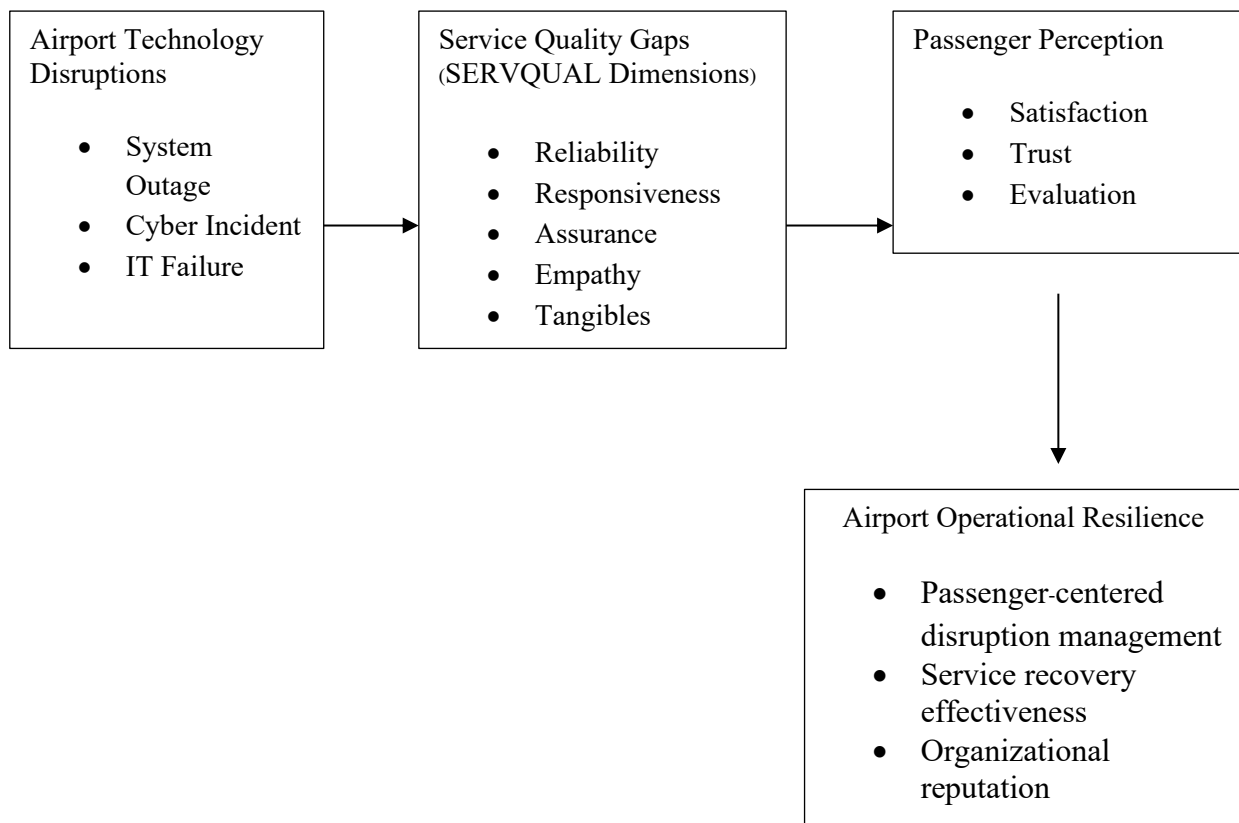 Airport Technology
Disruptions
• System
Outage
• Cyber Incident
• IT Failure
Service Quality Gaps
(SERVQUAL Dimensions)
• Reliability
• Responsiveness
• Assurance
• Empathy
• Tangibles
Passenger Perception
• Satisfaction
• Trust
• Evaluation
Airport Operational Resilience
• Passenger-centered
disruption management
• Service recovery
effectiveness
• Organizational
reputation